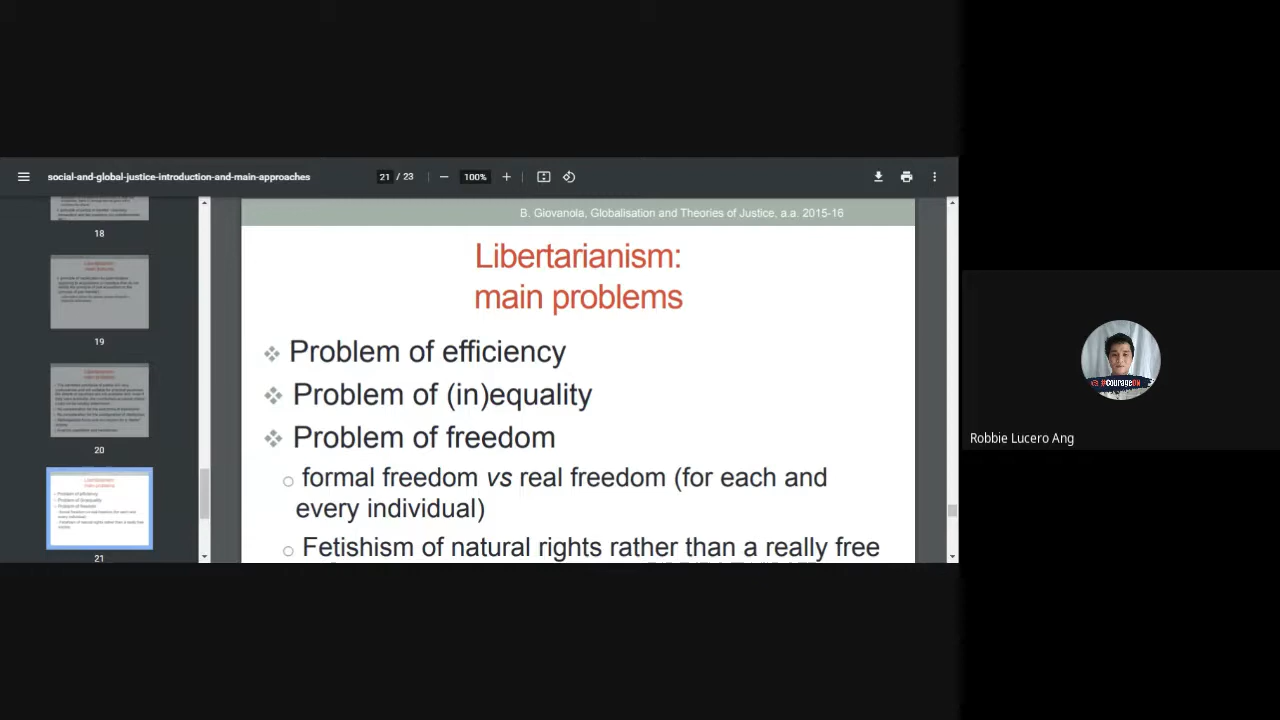 social-and-global-justice-introduction-and-main-approaches
21 / 23
100%
18
19
20
21
B. Giovanola, Globalisation and Theories of Justice, a.a. 2015-16
Libertarianism:
main problems
Problem of efficiency
Problem of (in)equality
Problem of freedom
formal freedom vs real freedom (for each and
every individual)
Fetishism of natural rights rather than a really free
#courageON
Robbie Lucero Ang